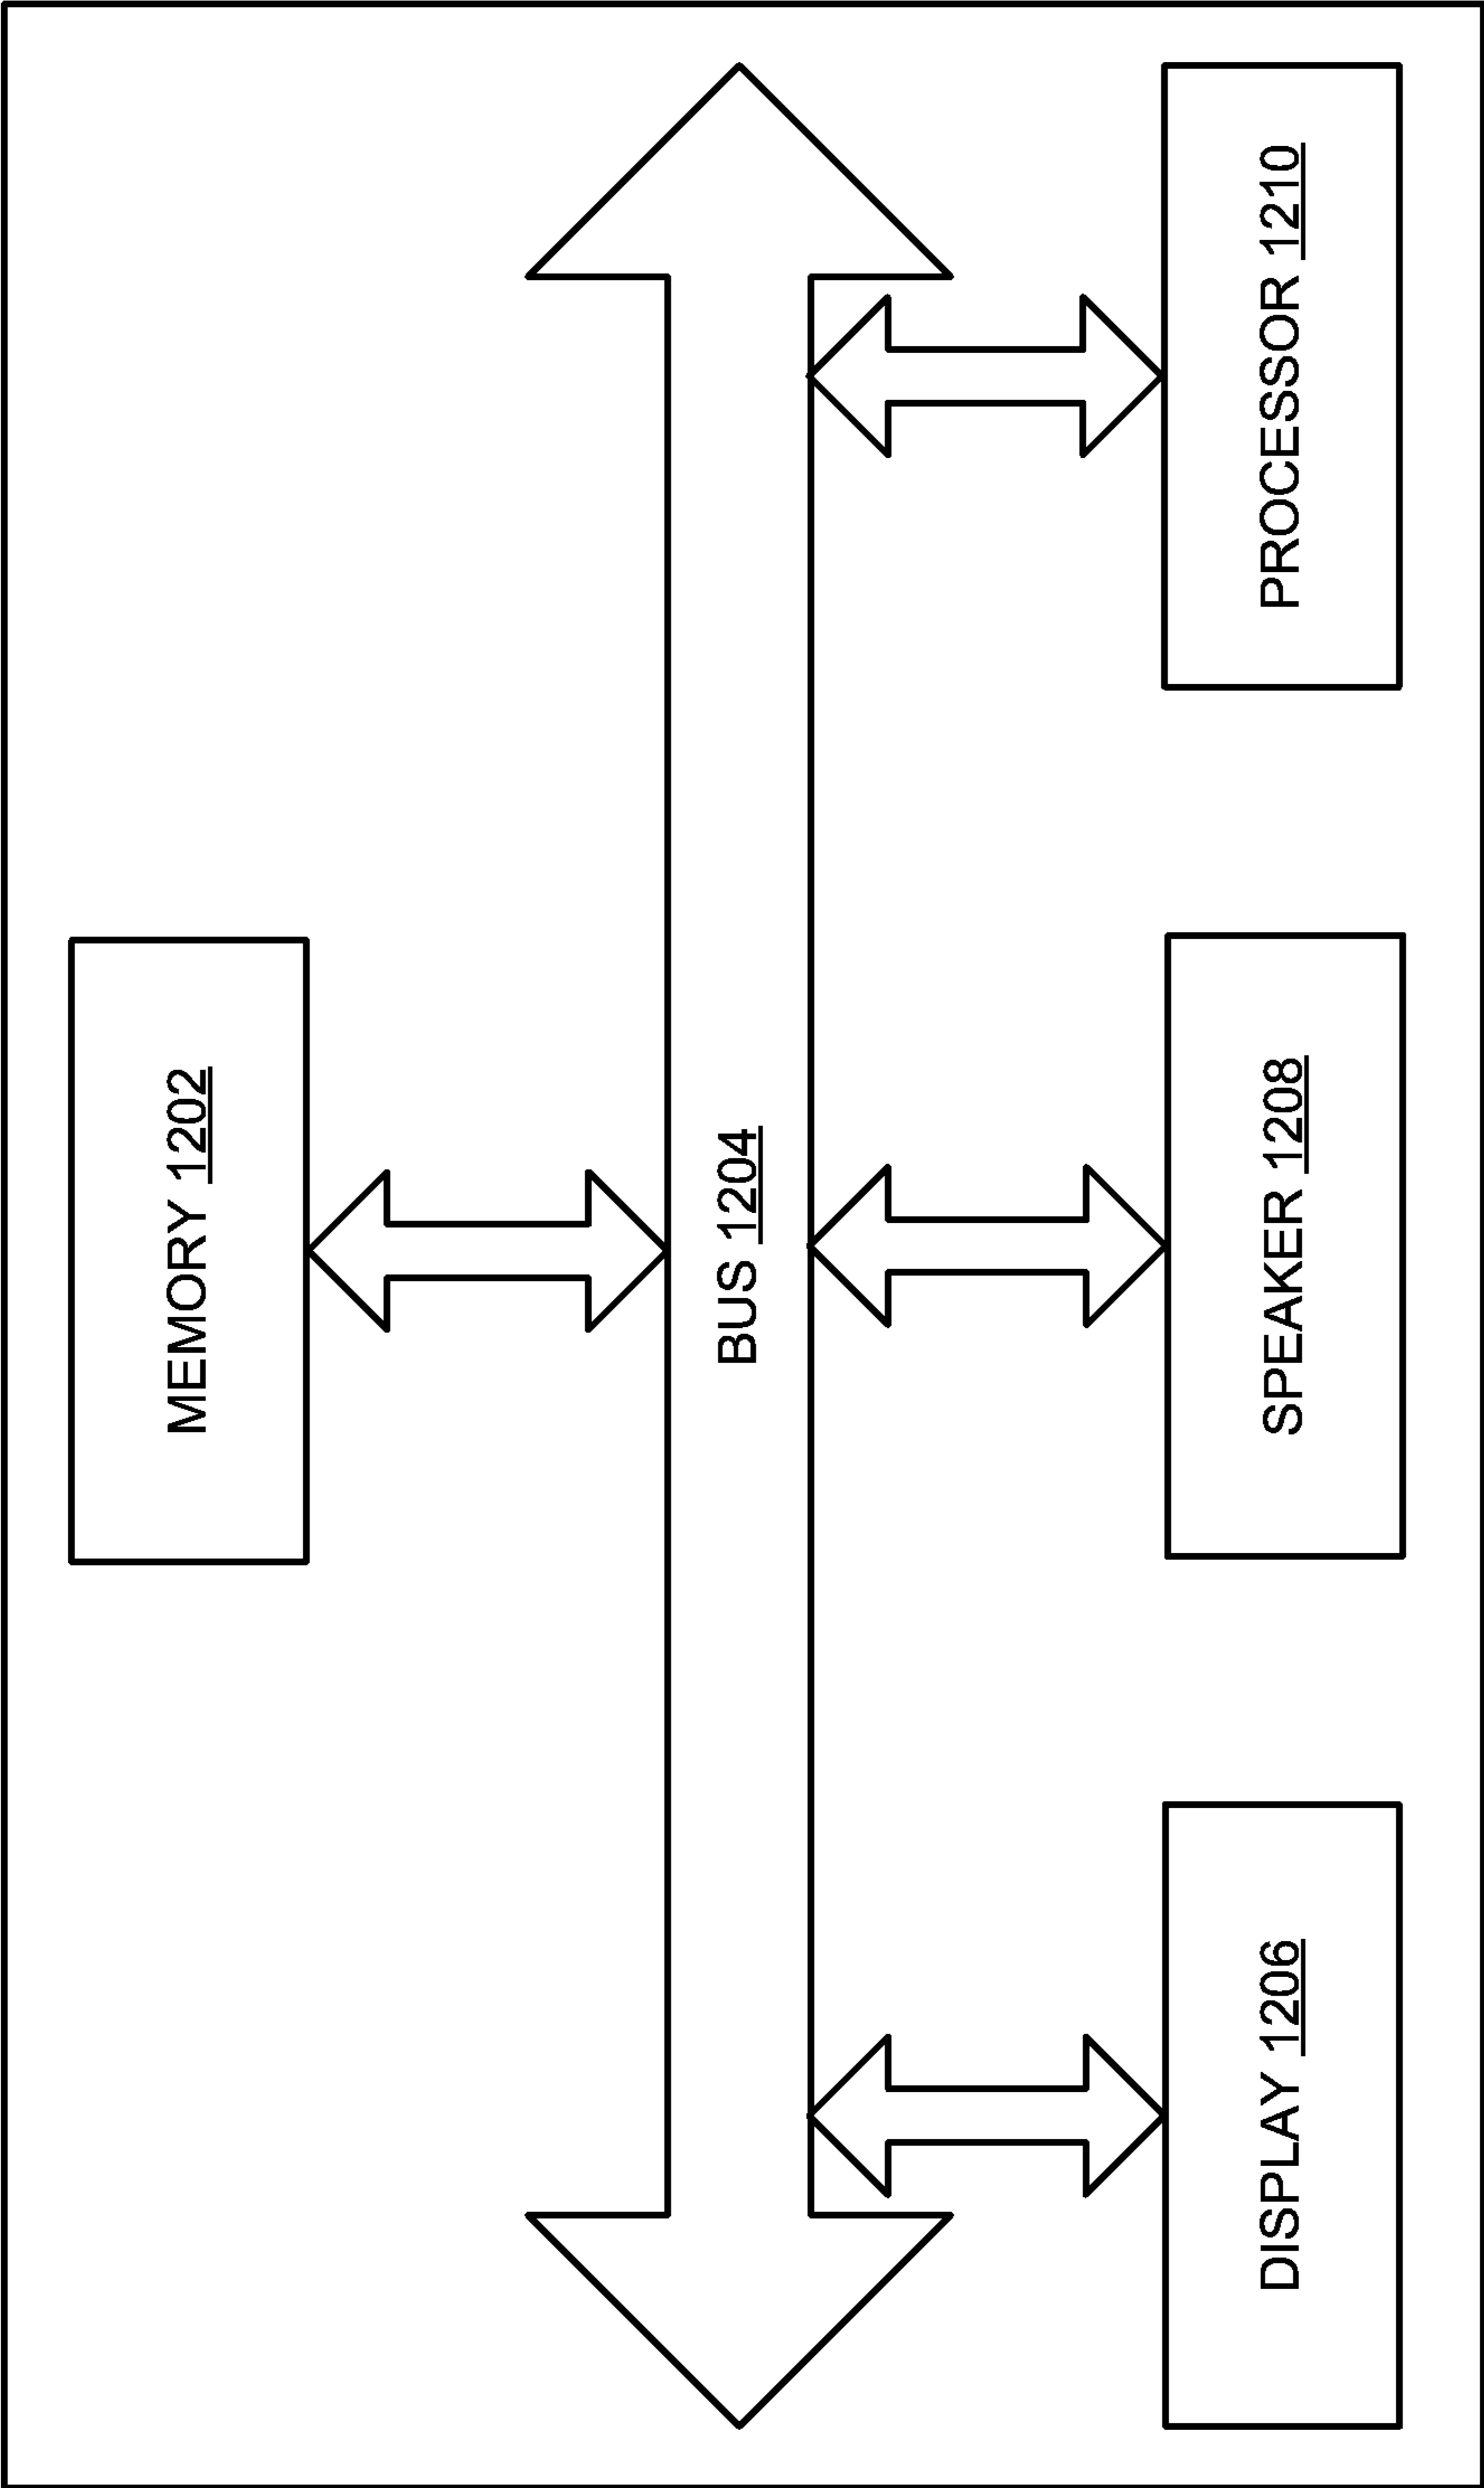 MEMORY 1202
BUS 1204
DISPLAY 1206
SPEAKER 1208
PROCESSOR 1210